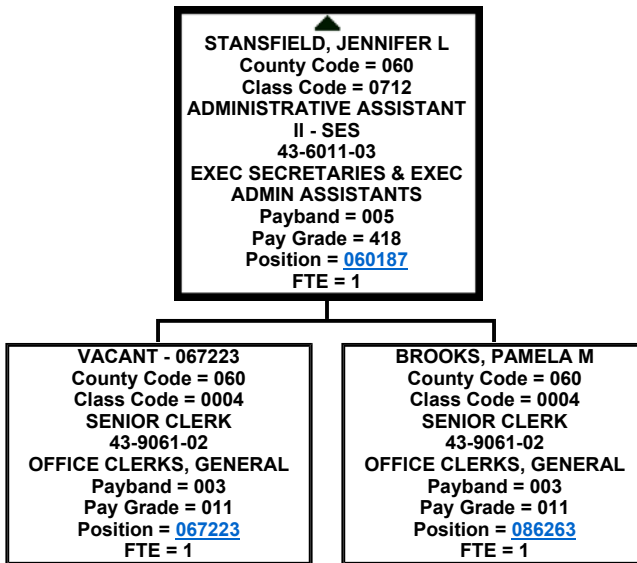 STANSFIELD, JENNIFER L
County Code = 060
Class Code = 0712
ADMINISTRATIVE ASSISTANT
II - SES
43-6011-03
EXEC SECRETARIES & EXEC
ADMIN ASSISTANTS
Payband = 005
Pay Grade = 418
Position = 060187
FTE = 1
VACANT - 067223
County Code = 060
Class Code = 0004
SENIOR CLERK
43-9061-02
OFFICE CLERKS, GENERAL
Payband = 003
Pay Grade = 011
Position = 067223
FTE = 1
BROOKS, PAMELA M
County Code = 060
Class Code = 0004
SENIOR CLERK
43-9061-02
OFFICE CLERKS, GENERAL
Payband = 003
Pay Grade = 011
Position = 086263
FTE = 1